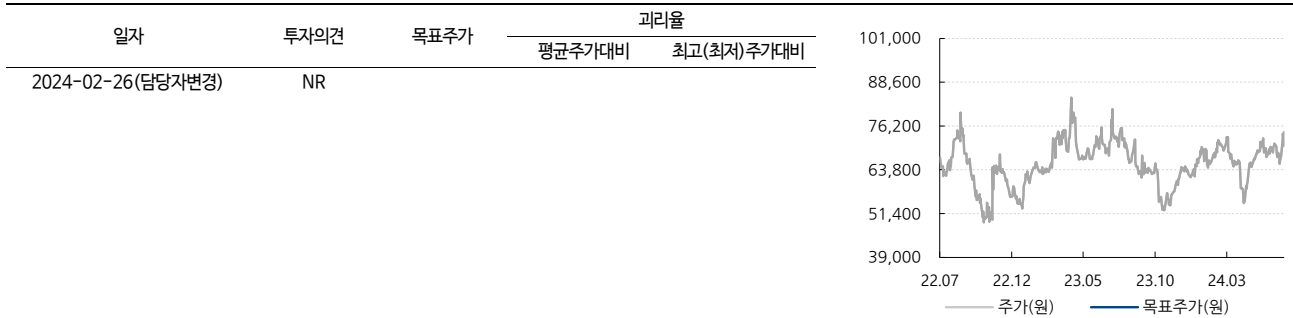 일자 투자의견 목표주가 괴리율
평균주가대비 최고(최저)주가대비
2024-02-26(담당자변경) NR
101,000
88,600
76,200
63,800
51,400
39,000
22.07 22.12 23.05 23.10 24.03
주가(원) 목표주가(원)